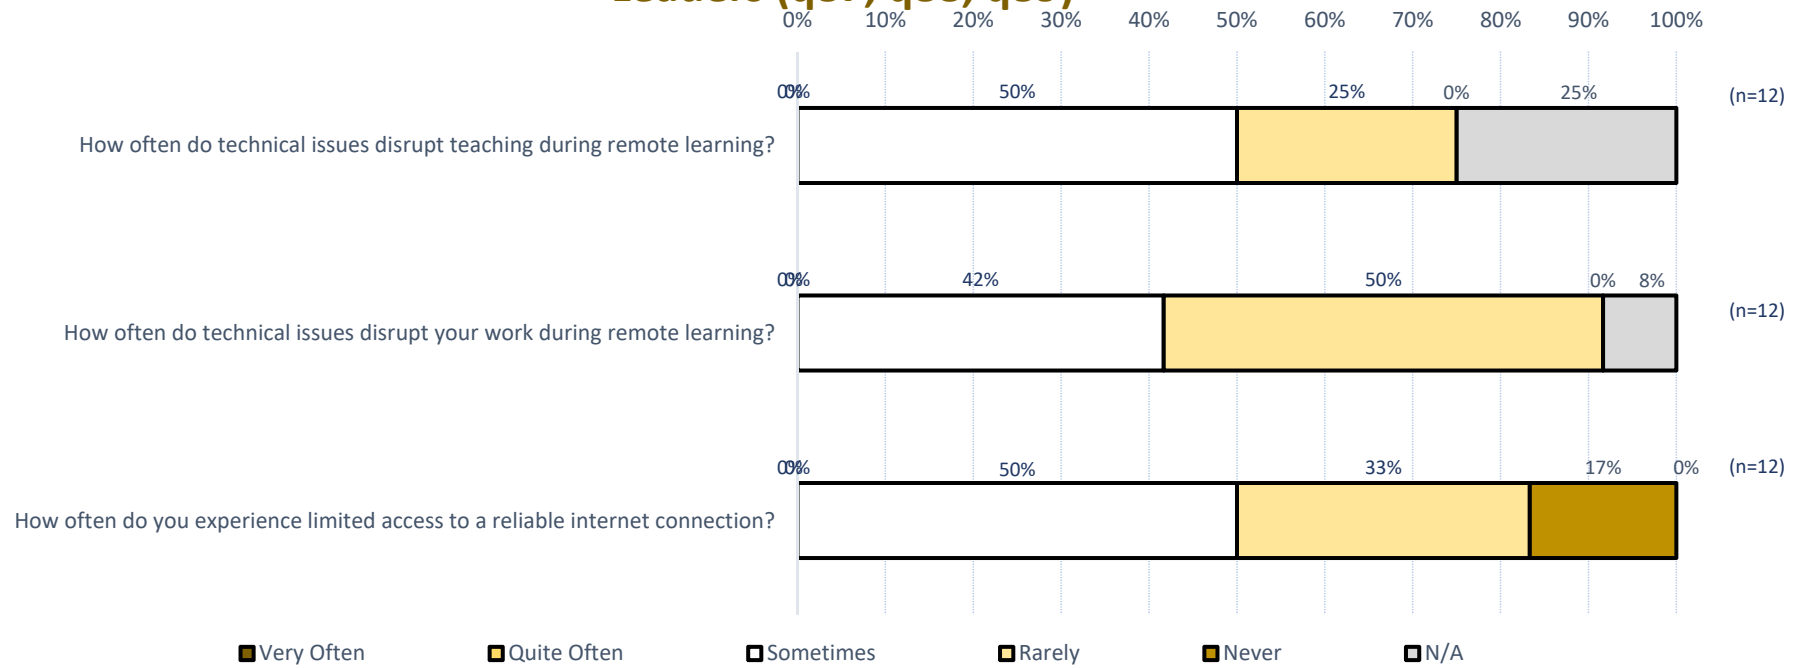 0% 10% 20% 30% 40% 50% 60% 70% 80% 90% 100%
0% 0% 50% 25% 0% 25% (n=12)
How often do technical issues disrupt teaching during remote learning?
0% 0% 42% 50% 0% 8% (n=12)
How often do technical issues disrupt your work during remote learning?
0% 0% 50% 33% 17% 0% (n=12)
How often do you experience limited access to a reliable internet connection?
Very Often Quite Often Sometimes Rarely Never N/A